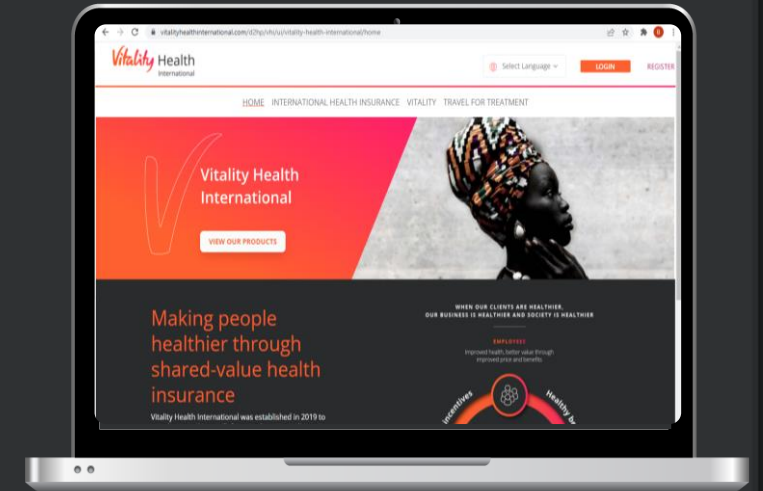 vitalityhealthinternational.com/d2hp/vhi/ui/vitality-health-international/home
Vitality Health
International
Select Language
LOGIN
REGISTER
HOME INTERNATIONAL HEALTH INSURANCE VITALITY TRAVEL FOR TREATMENT
Vitality Health
International
VIEW OUR PRODUCTS
Making people
healthier through
shared-value health
insurance
Vitality Health International was established in 2019 to
WHEN OUR CLIENTS ARE HEALTHIER,
OUR BUSINESS IS HEALTHIER AND SOCIETY IS HEALTHIER
EMPLOYEES
Improved health, better value through
improved price and benefits
Incentives
Healthy